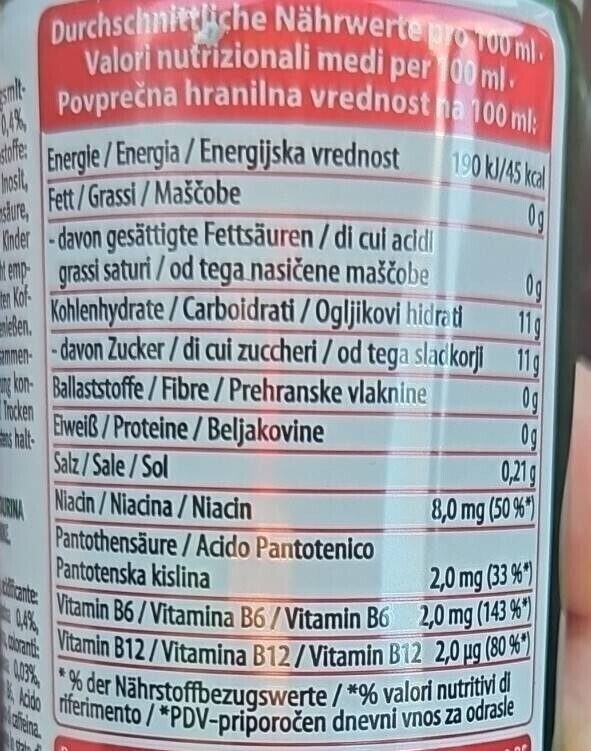 Durchschnittliche Nährwerte pro 100 ml ·
Valori nutrizionali medi per 100 ml ·
Povprečna hranilna vrednost na 100 ml:
Energie / Energia / Energijska vrednost 190 kJ/45 kcal
Fett / Grassi / Maščobe 0 g
- davon gesättigte Fettsäuren / di cui acidi
grassi saturi / od tega nasičene maščobe 0 g
Kohlenhydrate / Carboidrati / Ogljikovi hidrati 11 g
- davon Zucker / di cui zuccheri / od tega sladkorji 11 g
Ballaststoffe / Fibre / Prehranske vlaknine 0 g
Eiweiß / Proteine / Beljakovine 0 g
Salz / Sale / Sol 0,21 g
Niacin / Niacina / Niacin 8,0 mg (50 %*)
Pantothensäure / Acido Pantotenico
Pantotenska kislina 2,0 mg (33 %*)
Vitamin B6 / Vitamina B6 / Vitamin B6 2,0 mg (143 %*)
Vitamin B12 / Vitamina B12 / Vitamin B12 2,0 µg (80 %*)
* % der Nährstoffbezugswerte / *% valori nutritivi di
riferimento / *PDV-priporočen dnevni vnos za odrasle